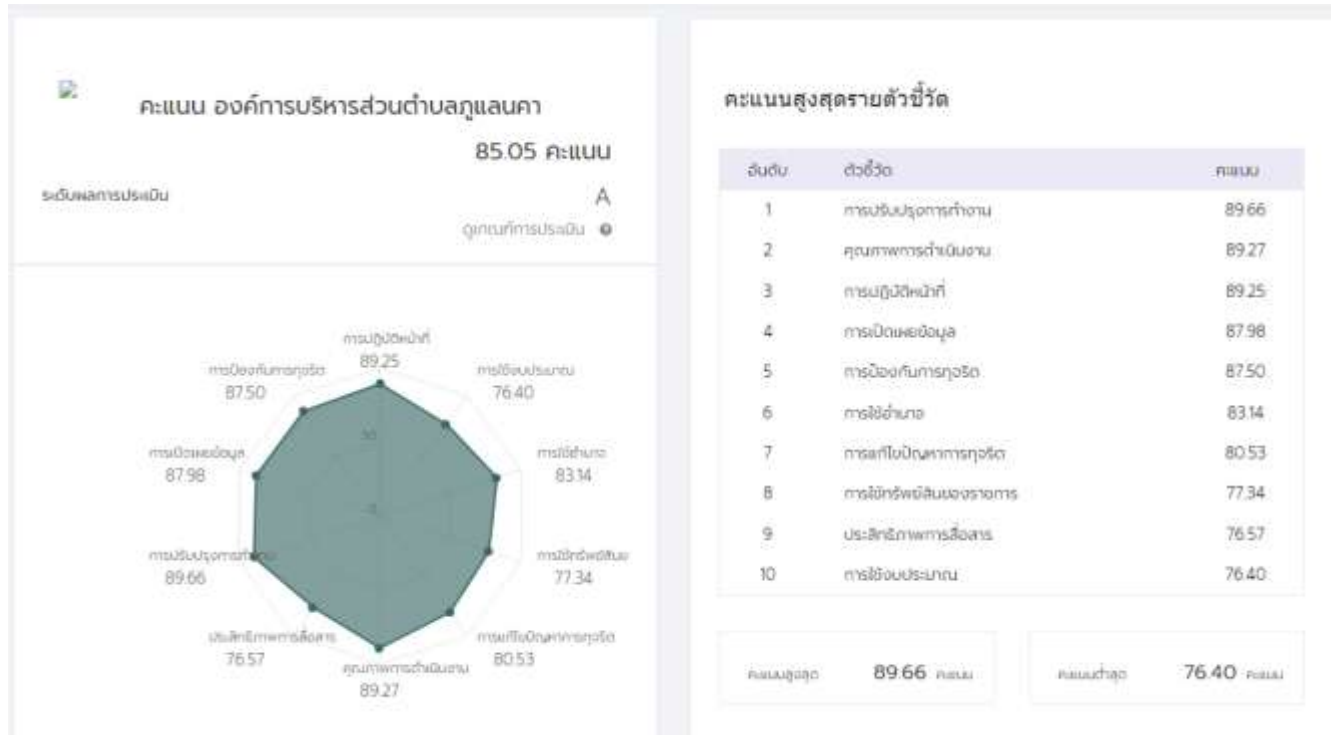 คะแนน องค์การบริหารส่วนตำบลภูแลนคา
85.05 คะแนน
ระดับผลการประเมิน A
ดูเกณฑ์การประเมิน
การปฏิบัติหน้าที่
89.25
การใช้งบประมาณ
76.40
การใช้อำนาจ
83.14
การใช้ทรัพย์สิน
77.34
การแก้ไขปัญหาการทุจริต
80.53
คุณภาพการดำเนินงาน
89.27
ประสิทธิภาพการสื่อสาร
76.57
การปรับปรุงการทำงาน
89.66
การเปิดเผยข้อมูล
87.98
การป้องกันการทุจริต
87.50
50
0
คะแนนสูงสุดรายตัวชี้วัด
อันดับ ตัวชี้วัด คะแนน
1 การปรับปรุงการทำงาน 89.66
2 คุณภาพการดำเนินงาน 89.27
3 การปฏิบัติหน้าที่ 89.25
4 การเปิดเผยข้อมูล 87.98
5 การป้องกันการทุจริต 87.50
6 การใช้อำนาจ 83.14
7 การแก้ไขปัญหาการทุจริต 80.53
8 การใช้ทรัพย์สินของราชการ 77.34
9 ประสิทธิภาพการสื่อสาร 76.57
10 การใช้งบประมาณ 76.40
คะแนนสูงสุด 89.66 คะแนน
คะแนนต่ำสุด 76.40 คะแนน